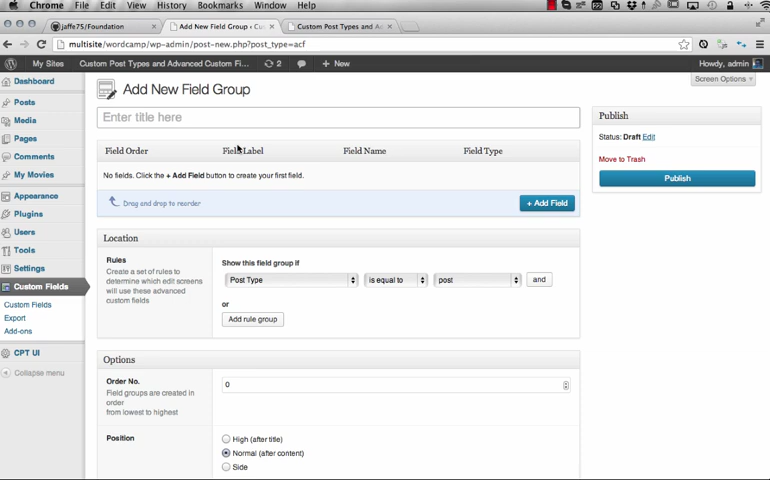 Chrome File Edit View History Bookmarks Window Help
jaffe75/Foundation
Add New Field Group ‹ Cus
Custom Post Types and Ad
multisite/wordcamp/wp-admin/post-new.php?post_type=acf
My Sites Custom Post Types and Advanced Custom Fi... 2 + New Howdy, admin
Screen Options
Dashboard
Posts
Media
Pages
Comments
My Movies
Appearance
Plugins
Users
Tools
Settings
Custom Fields
Custom Fields
Export
Add-ons
CPT UI
Collapse menu
Add New Field Group
Enter title here
Field Order Field Label Field Name Field Type
No fields. Click the + Add Field button to create your first field.
Drag and drop to reorder
+ Add Field
Location
Rules
Create a set of rules to
determine which edit screens
will use these advanced
custom fields
Show this field group if
Post Type is equal to post and
or
Add rule group
Options
Order No.
Field groups are created in
order
from lowest to highest
0
Position
High (after title)
Normal (after content)
Side
Publish
Status: Draft Edit
Move to Trash
Publish